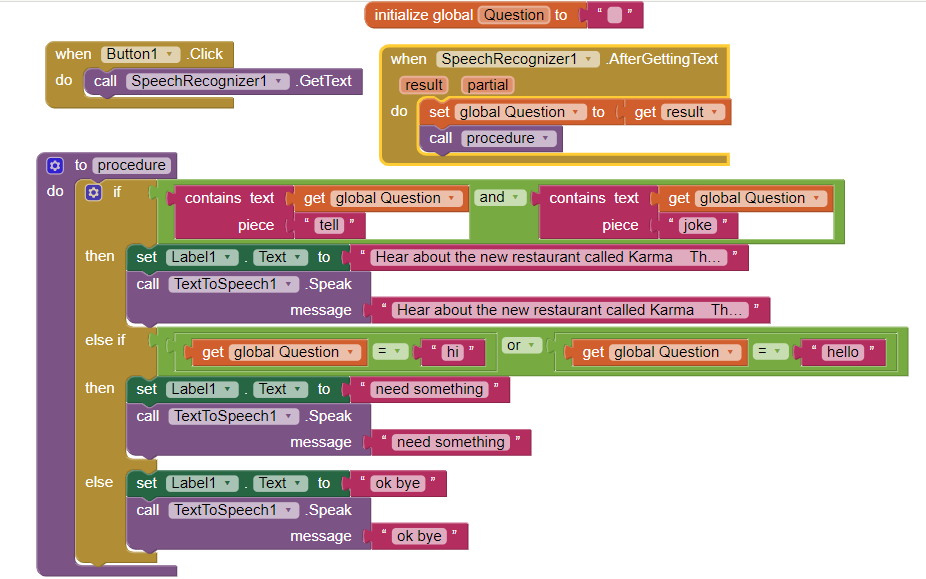 initialize global Question to " "
when Button1 .Click
do call SpeechRecognizer1 .GetText
when SpeechRecognizer1 .AfterGettingText
result partial
do set global Question to get result
call procedure
to procedure
do if contains text get global Question and contains text get global Question
piece " tell " piece " joke "
then set Label1 . Text to " Hear about the new restaurant called Karma Th... "
call TextToSpeech1 .Speak
message " Hear about the new restaurant called Karma Th... "
else if get global Question = " hi " or get global Question = " hello "
then set Label1 . Text to " need something "
call TextToSpeech1 .Speak
message " need something "
else set Label1 . Text to " ok bye "
call TextToSpeech1 .Speak
message " ok bye "